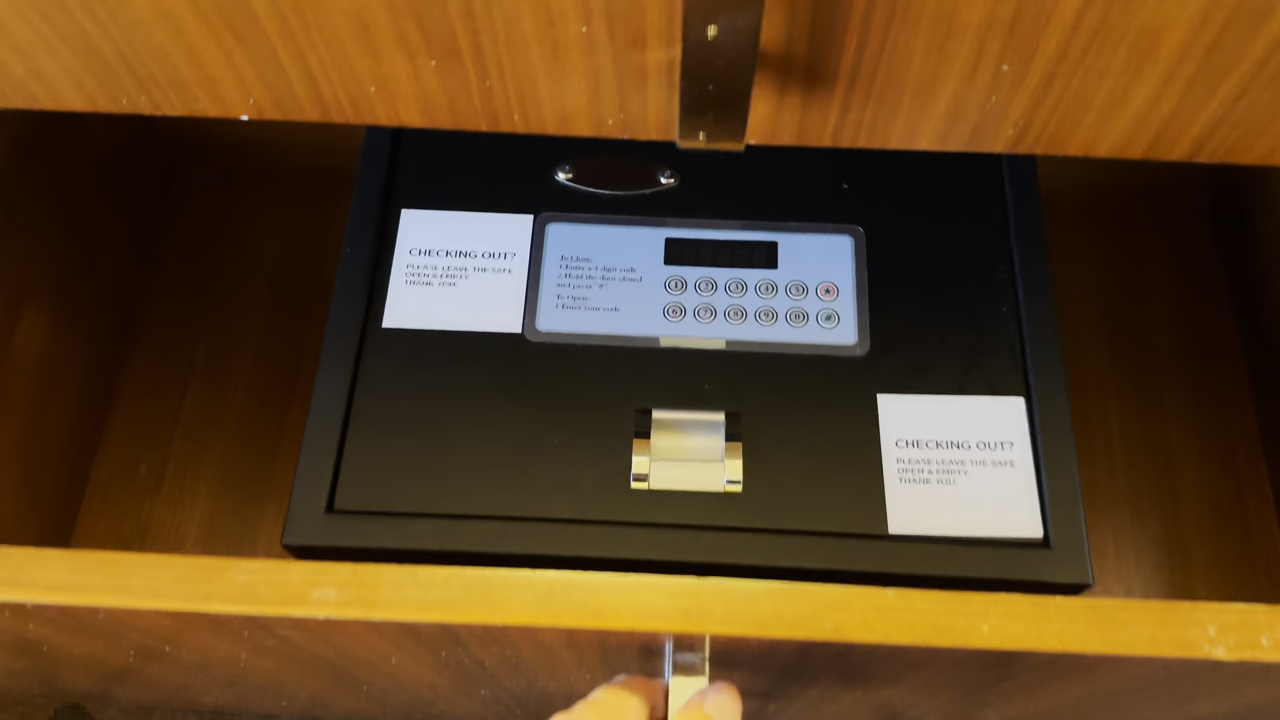 CHECKING OUT?
PLEASE LEAVE THE SAFE
OPEN & EMPTY.
THANK YOU!
To Close:
1.Enter a 4 digit code
2.Hold the door closed
and press "#"
To Open:
1.Enter your code
1 2 3 4 5 *
6 7 8 9 0 #
CHECKING OUT?
PLEASE LEAVE THE SAFE
OPEN & EMPTY.
THANK YOU!